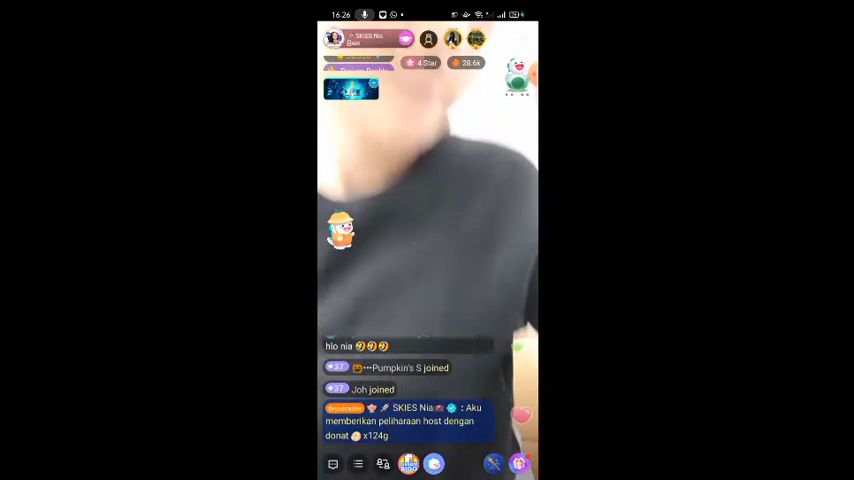 16.26
SKIES Nia
4 Star
28.6k
hlo nia 🤣🤣🤣
37 🎃•••Pumpkin's S joined
37 Joh joined
Broadcaster SKIES Nia : Aku
memberikan peliharaan host dengan
donat x124g